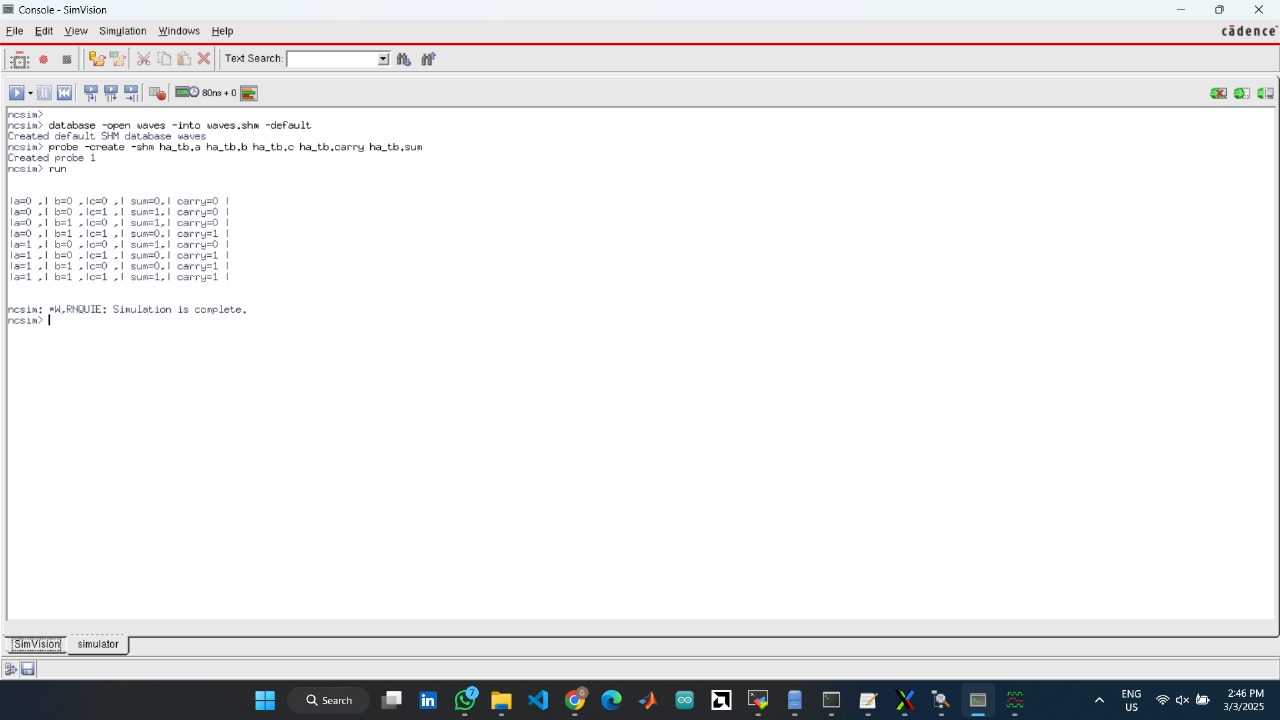 Console - SimVision
File Edit View Simulation Windows Help
cādence
Text Search:
80ns + 0
ncsim>
ncsim> database -open waves -into waves.shm -default
Created default SHM database waves
ncsim> probe -create -shm ha_tb.a ha_tb.b ha_tb.c ha_tb.carry ha_tb.sum
Created probe 1
ncsim> run
|a=0 ,| b=0 ,|c=0 ,| sum=0,| carry=0 |
|a=0 ,| b=0 ,|c=1 ,| sum=1,| carry=0 |
|a=0 ,| b=1 ,|c=0 ,| sum=1,| carry=0 |
|a=0 ,| b=1 ,|c=1 ,| sum=0,| carry=1 |
|a=1 ,| b=0 ,|c=0 ,| sum=1,| carry=0 |
|a=1 ,| b=0 ,|c=1 ,| sum=0,| carry=1 |
|a=1 ,| b=1 ,|c=0 ,| sum=0,| carry=1 |
|a=1 ,| b=1 ,|c=1 ,| sum=1,| carry=1 |
ncsim: *W,RNQUIE: Simulation is complete.
ncsim>
SimVision simulator
Search
7
G
ENG
US
2:46 PM
3/3/2025